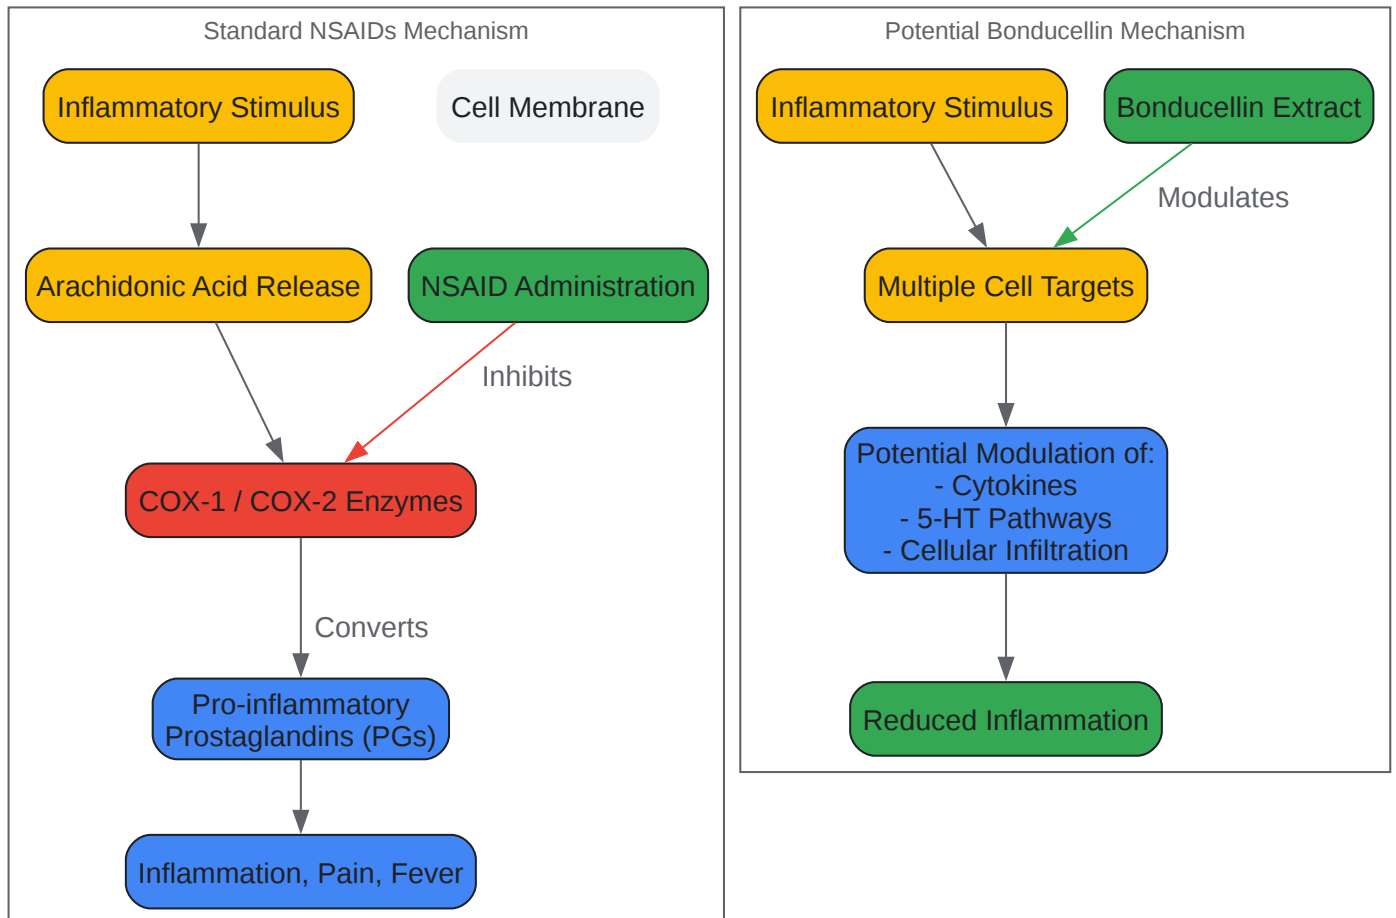 Standard NSAIDs Mechanism
Inflammatory Stimulus
Cell Membrane
Arachidonic Acid Release
NSAID Administration
Inhibits
COX-1 / COX-2 Enzymes
Converts
Pro-inflammatory
Prostaglandins (PGs)
Inflammation, Pain, Fever
Potential Bonducellin Mechanism
Inflammatory Stimulus
Bonducellin Extract
Modulates
Multiple Cell Targets
Potential Modulation of:
- Cytokines
- 5-HT Pathways
- Cellular Infiltration
Reduced Inflammation